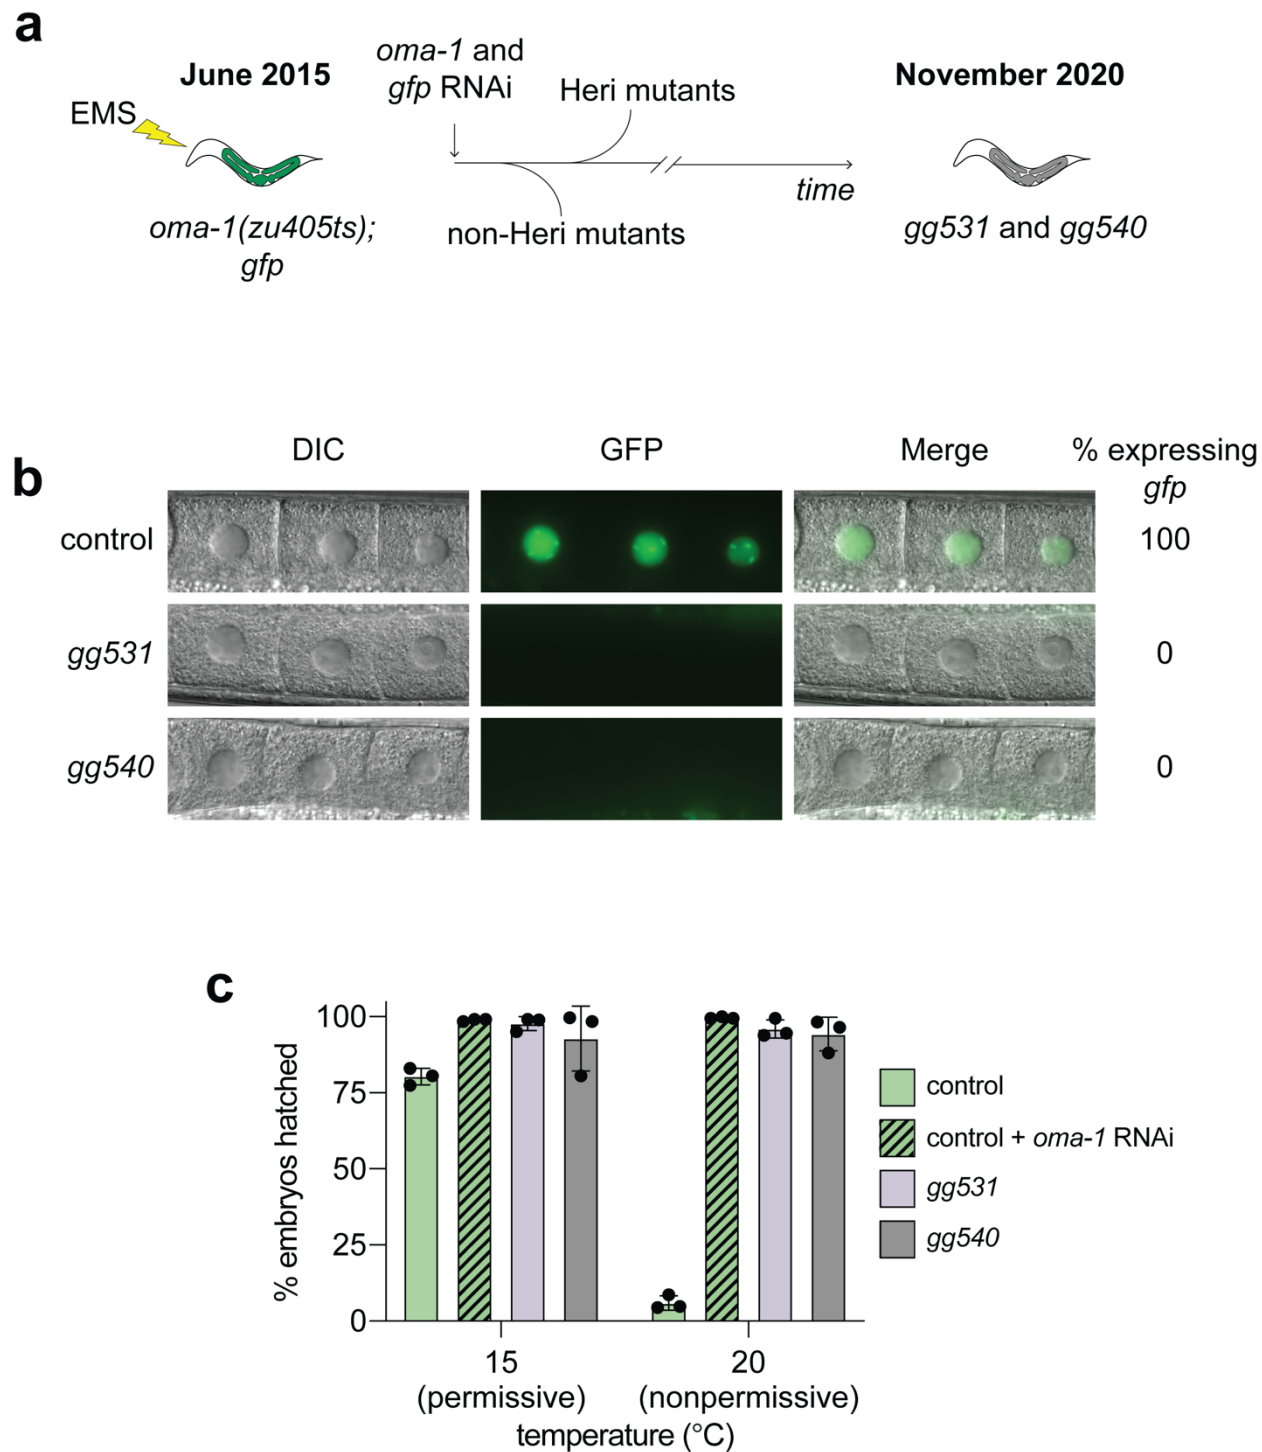 a
June 2015
EMS
oma-1(zu405ts);
gfp
oma-1 and
gfp RNAi
Heri mutants
non-Heri mutants
time
November 2020
gg531 and gg540
b
DIC
GFP
Merge
% expressing
gfp
control
100
gg531
0
gg540
0
c
% embryos hatched
100
75
50
25
0
15
(permissive)
20
(nonpermissive)
temperature (°C)
control
control + oma-1 RNAi
gg531
gg540